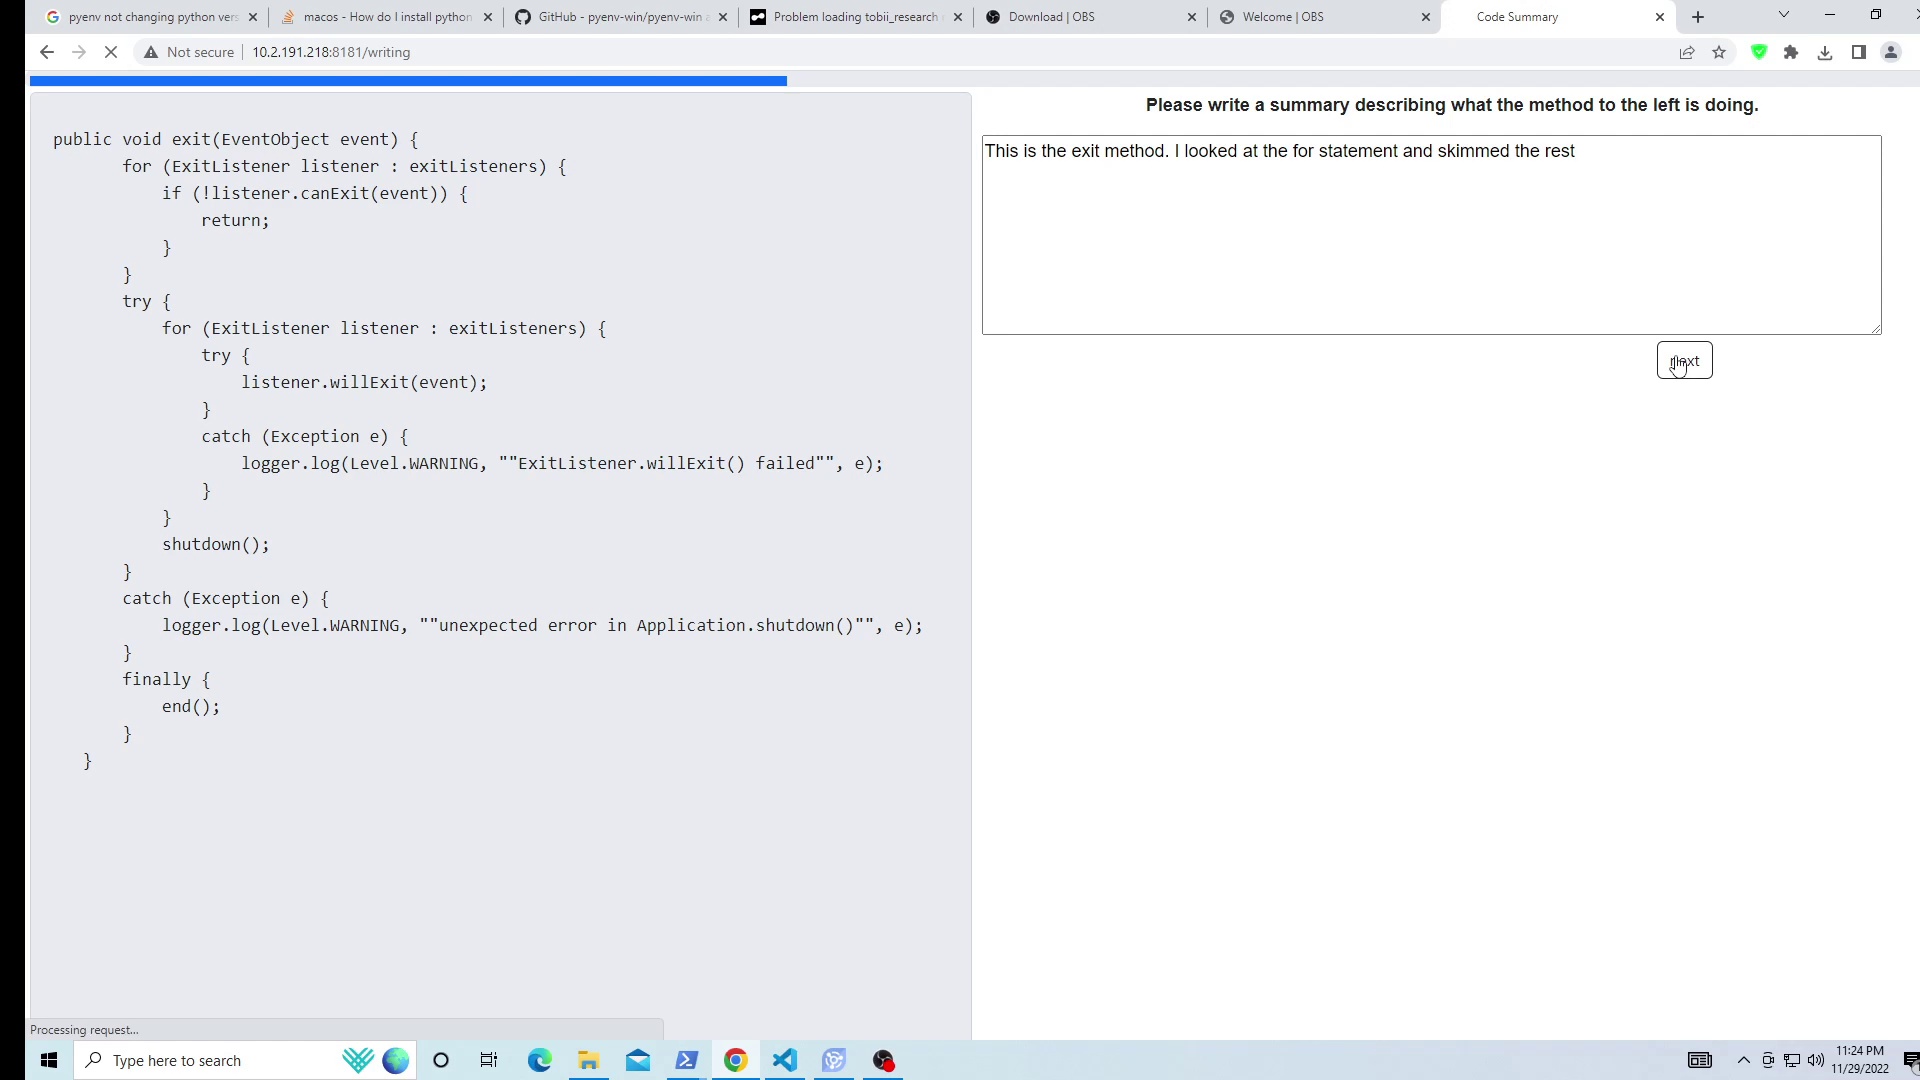 pyenv not changing python vers
macos - How do I install python
GitHub - pyenv-win/pyenv-win a
Problem loading tobii_research
Download | OBS
Welcome | OBS
Code Summary
Not secure
10.2.191.218:8181/writing
Please write a summary describing what the method to the left is doing.
This is the exit method. I looked at the for statement and skimmed the rest
next
public void exit(EventObject event) {
for (ExitListener listener : exitListeners) {
if (!listener.canExit(event)) {
return;
}
}
try {
for (ExitListener listener : exitListeners) {
try {
listener.willExit(event);
}
catch (Exception e) {
logger.log(Level.WARNING, ""ExitListener.willExit() failed"", e);
}
}
shutdown();
}
catch (Exception e) {
logger.log(Level.WARNING, ""unexpected error in Application.shutdown()"", e);
}
finally {
end();
}
}
Processing request...
Type here to search
11:24 PM
11/29/2022